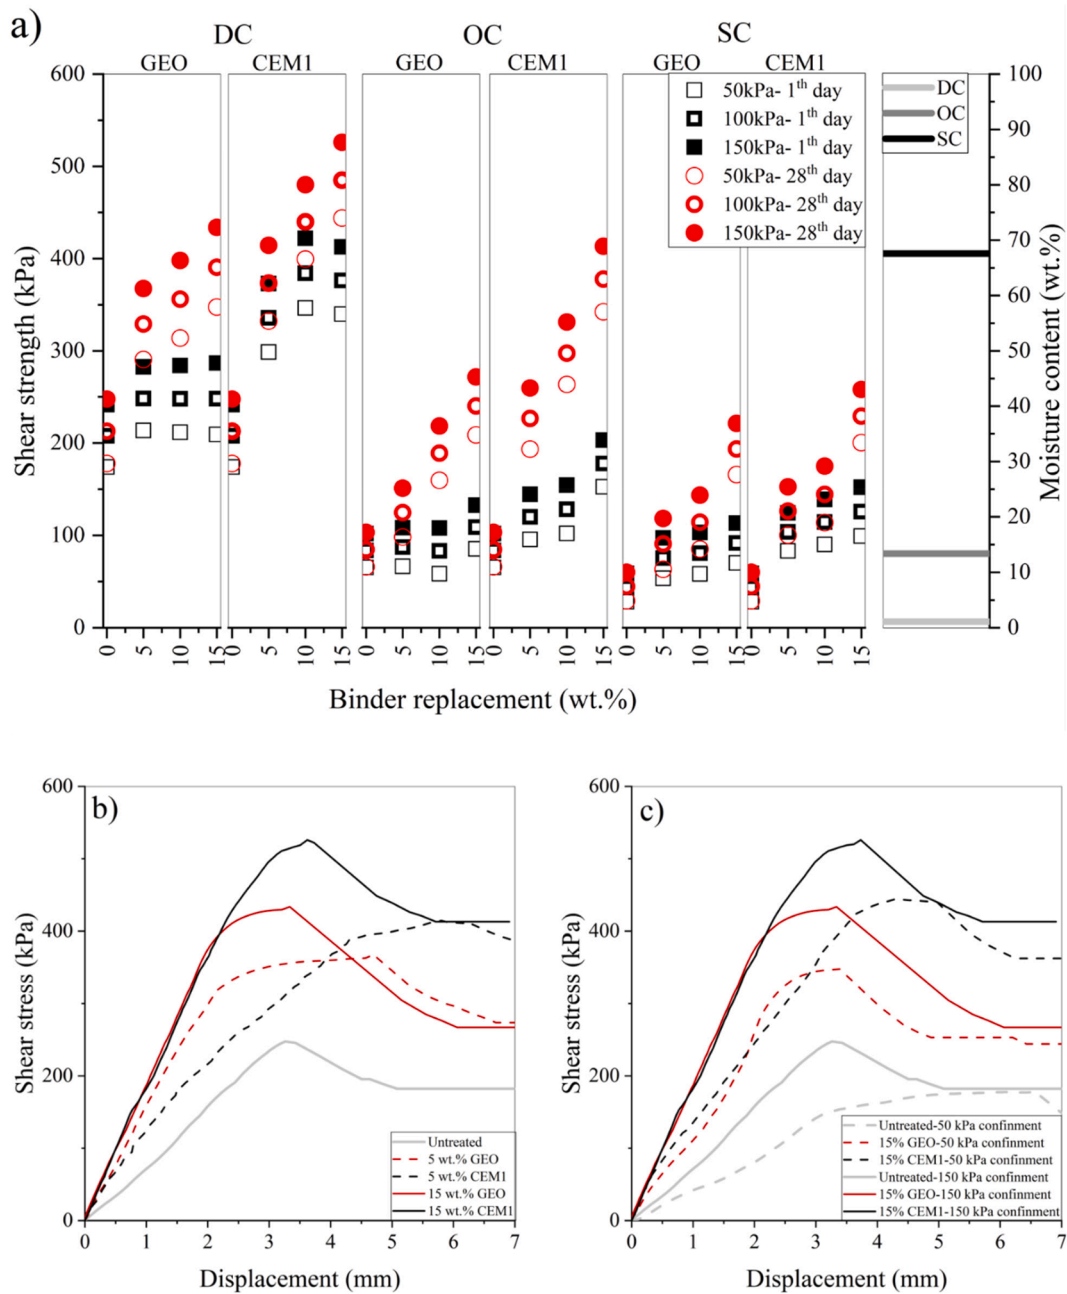 a)
DC OC SC
GEO CEM1 GEO CEM1 GEO CEM1
50kPa- 1th day
100kPa- 1th day
150kPa- 1th day
50kPa- 28th day
100kPa- 28th day
150kPa- 28th day
DC
OC
SC
Shear strength (kPa)
600
500
400
300
200
100
0
0 5 10 15 0 5 10 15 0 5 10 15 0 5 10 15 0 5 10 15 0 5 10 15
Binder replacement (wt.%)
100
90
80
70
60
50
40
30
20
10
0
Moisture content (wt.%)
b)
Shear stress (kPa)
600
400
200
0
0 1 2 3 4 5 6 7
Displacement (mm)
Untreated
5 wt.% GEO
5 wt.% CEM1
15 wt.% GEO
15 wt.% CEM1
c)
Shear stress (kPa)
600
400
200
0
0 1 2 3 4 5 6 7
Displacement (mm)
Untreated-50 kPa confinment
15% GEO-50 kPa confinment
15% CEM1-50 kPa confinment
Untreated-150 kPa confinment
15% GEO-150 kPa confinment
15% CEM1-150 kPa confinment